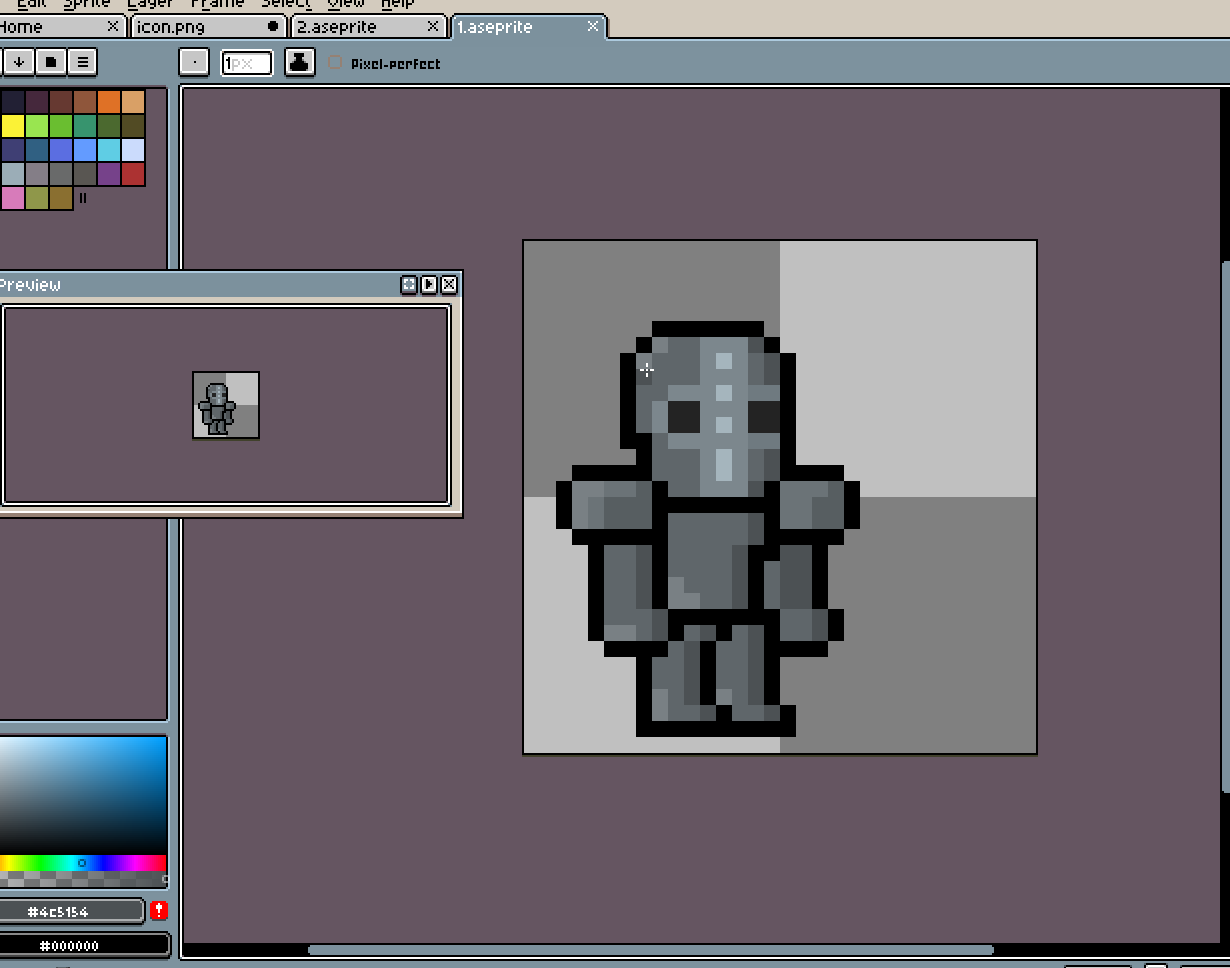 Edit Sprite Layer Frame Select View Help
Home icon.png 2.aseprite 1.aseprite
1px Pixel-perfect
Preview
#4c5154
#000000